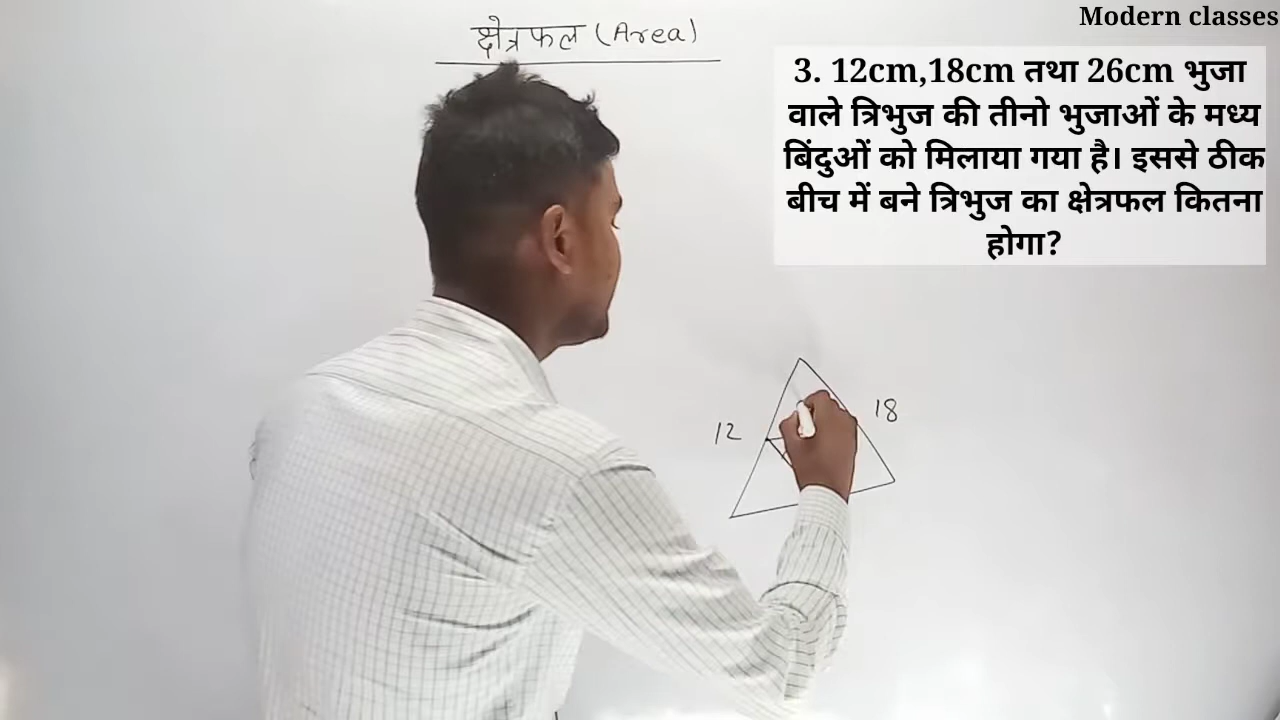 Modern classes
क्षेत्रफल (Area)
3. 12cm,18cm तथा 26cm भुजा
वाले त्रिभुज की तीनो भुजाओं के मध्य
बिंदुओं को मिलाया गया है। इससे ठीक
बीच में बने त्रिभुज का क्षेत्रफल कितना
होगा?
18
12